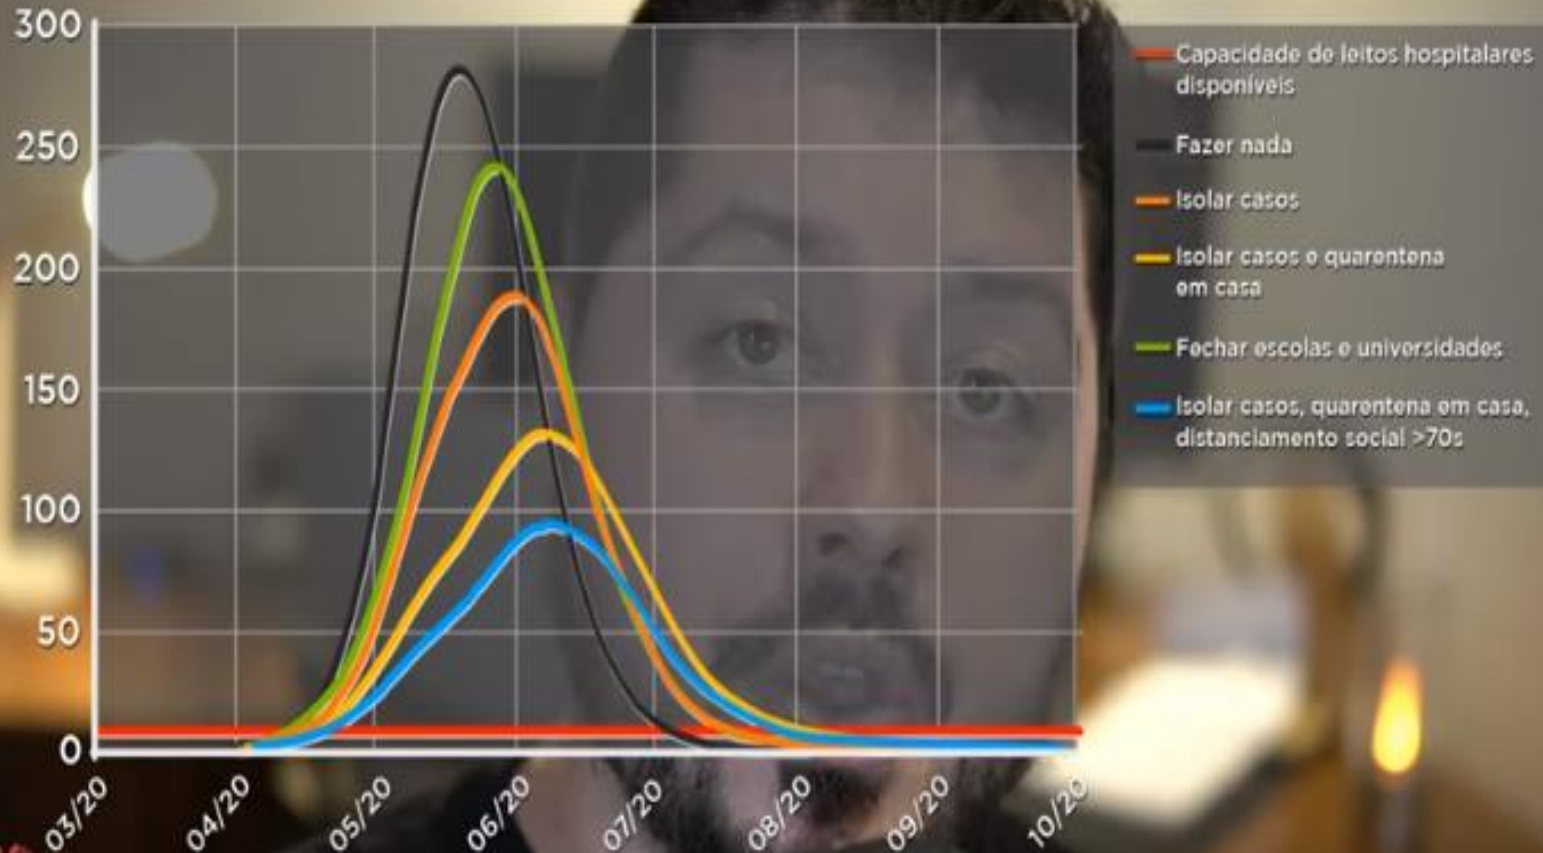 300
250
200
150
100
50
0
03/20
04/20
05/20
06/20
07/20
08/20
09/20
10/20
Capacidade de leitos hospitalares
disponíveis
Fazer nada
Isolar casos
Isolar casos e quarentena
em casa
Fechar escolas e universidades
Isolar casos, quarentena em casa,
distanciamento social >70s